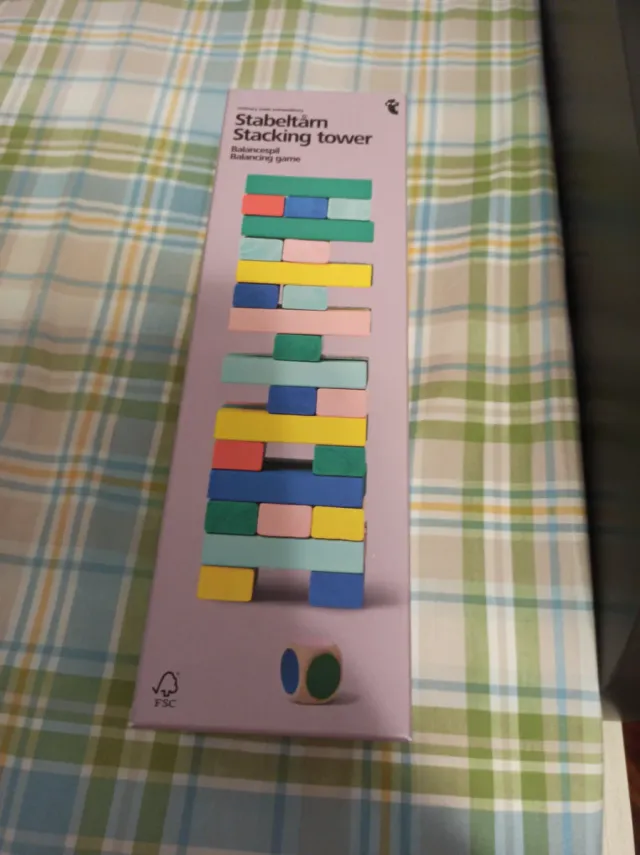 Stabeltårn
Stacking tower
Balancespil
Balancing game
FSC